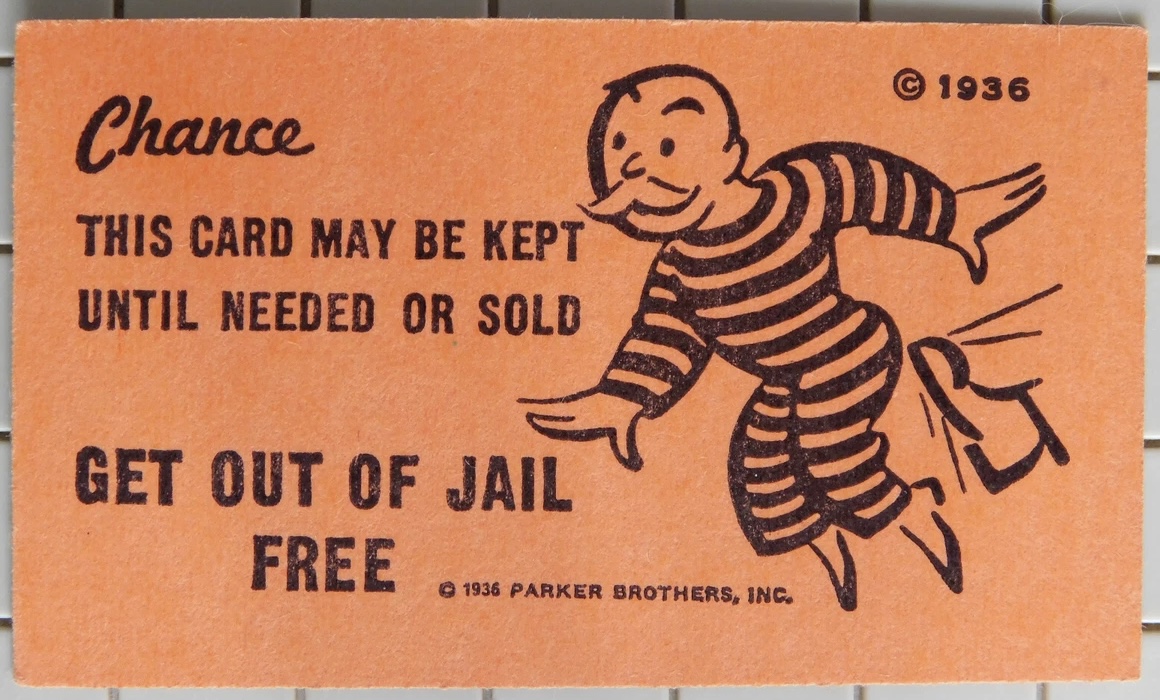 © 1936
Chance
THIS CARD MAY BE KEPT
UNTIL NEEDED OR SOLD
GET OUT OF JAIL
FREE
© 1936 PARKER BROTHERS, INC.